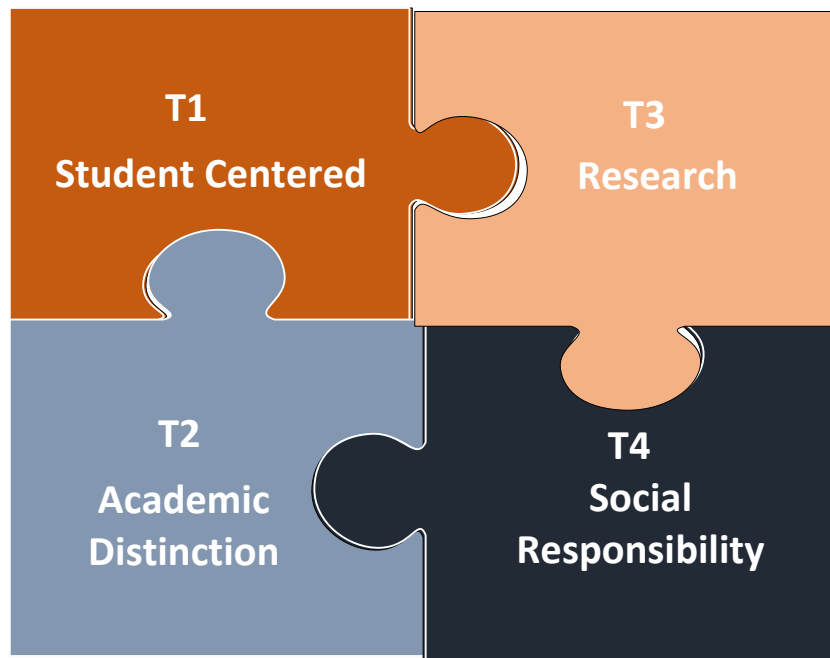 T1
Student Centered
T3
Research
T2
Academic
Distinction
T4
Social
Responsibility